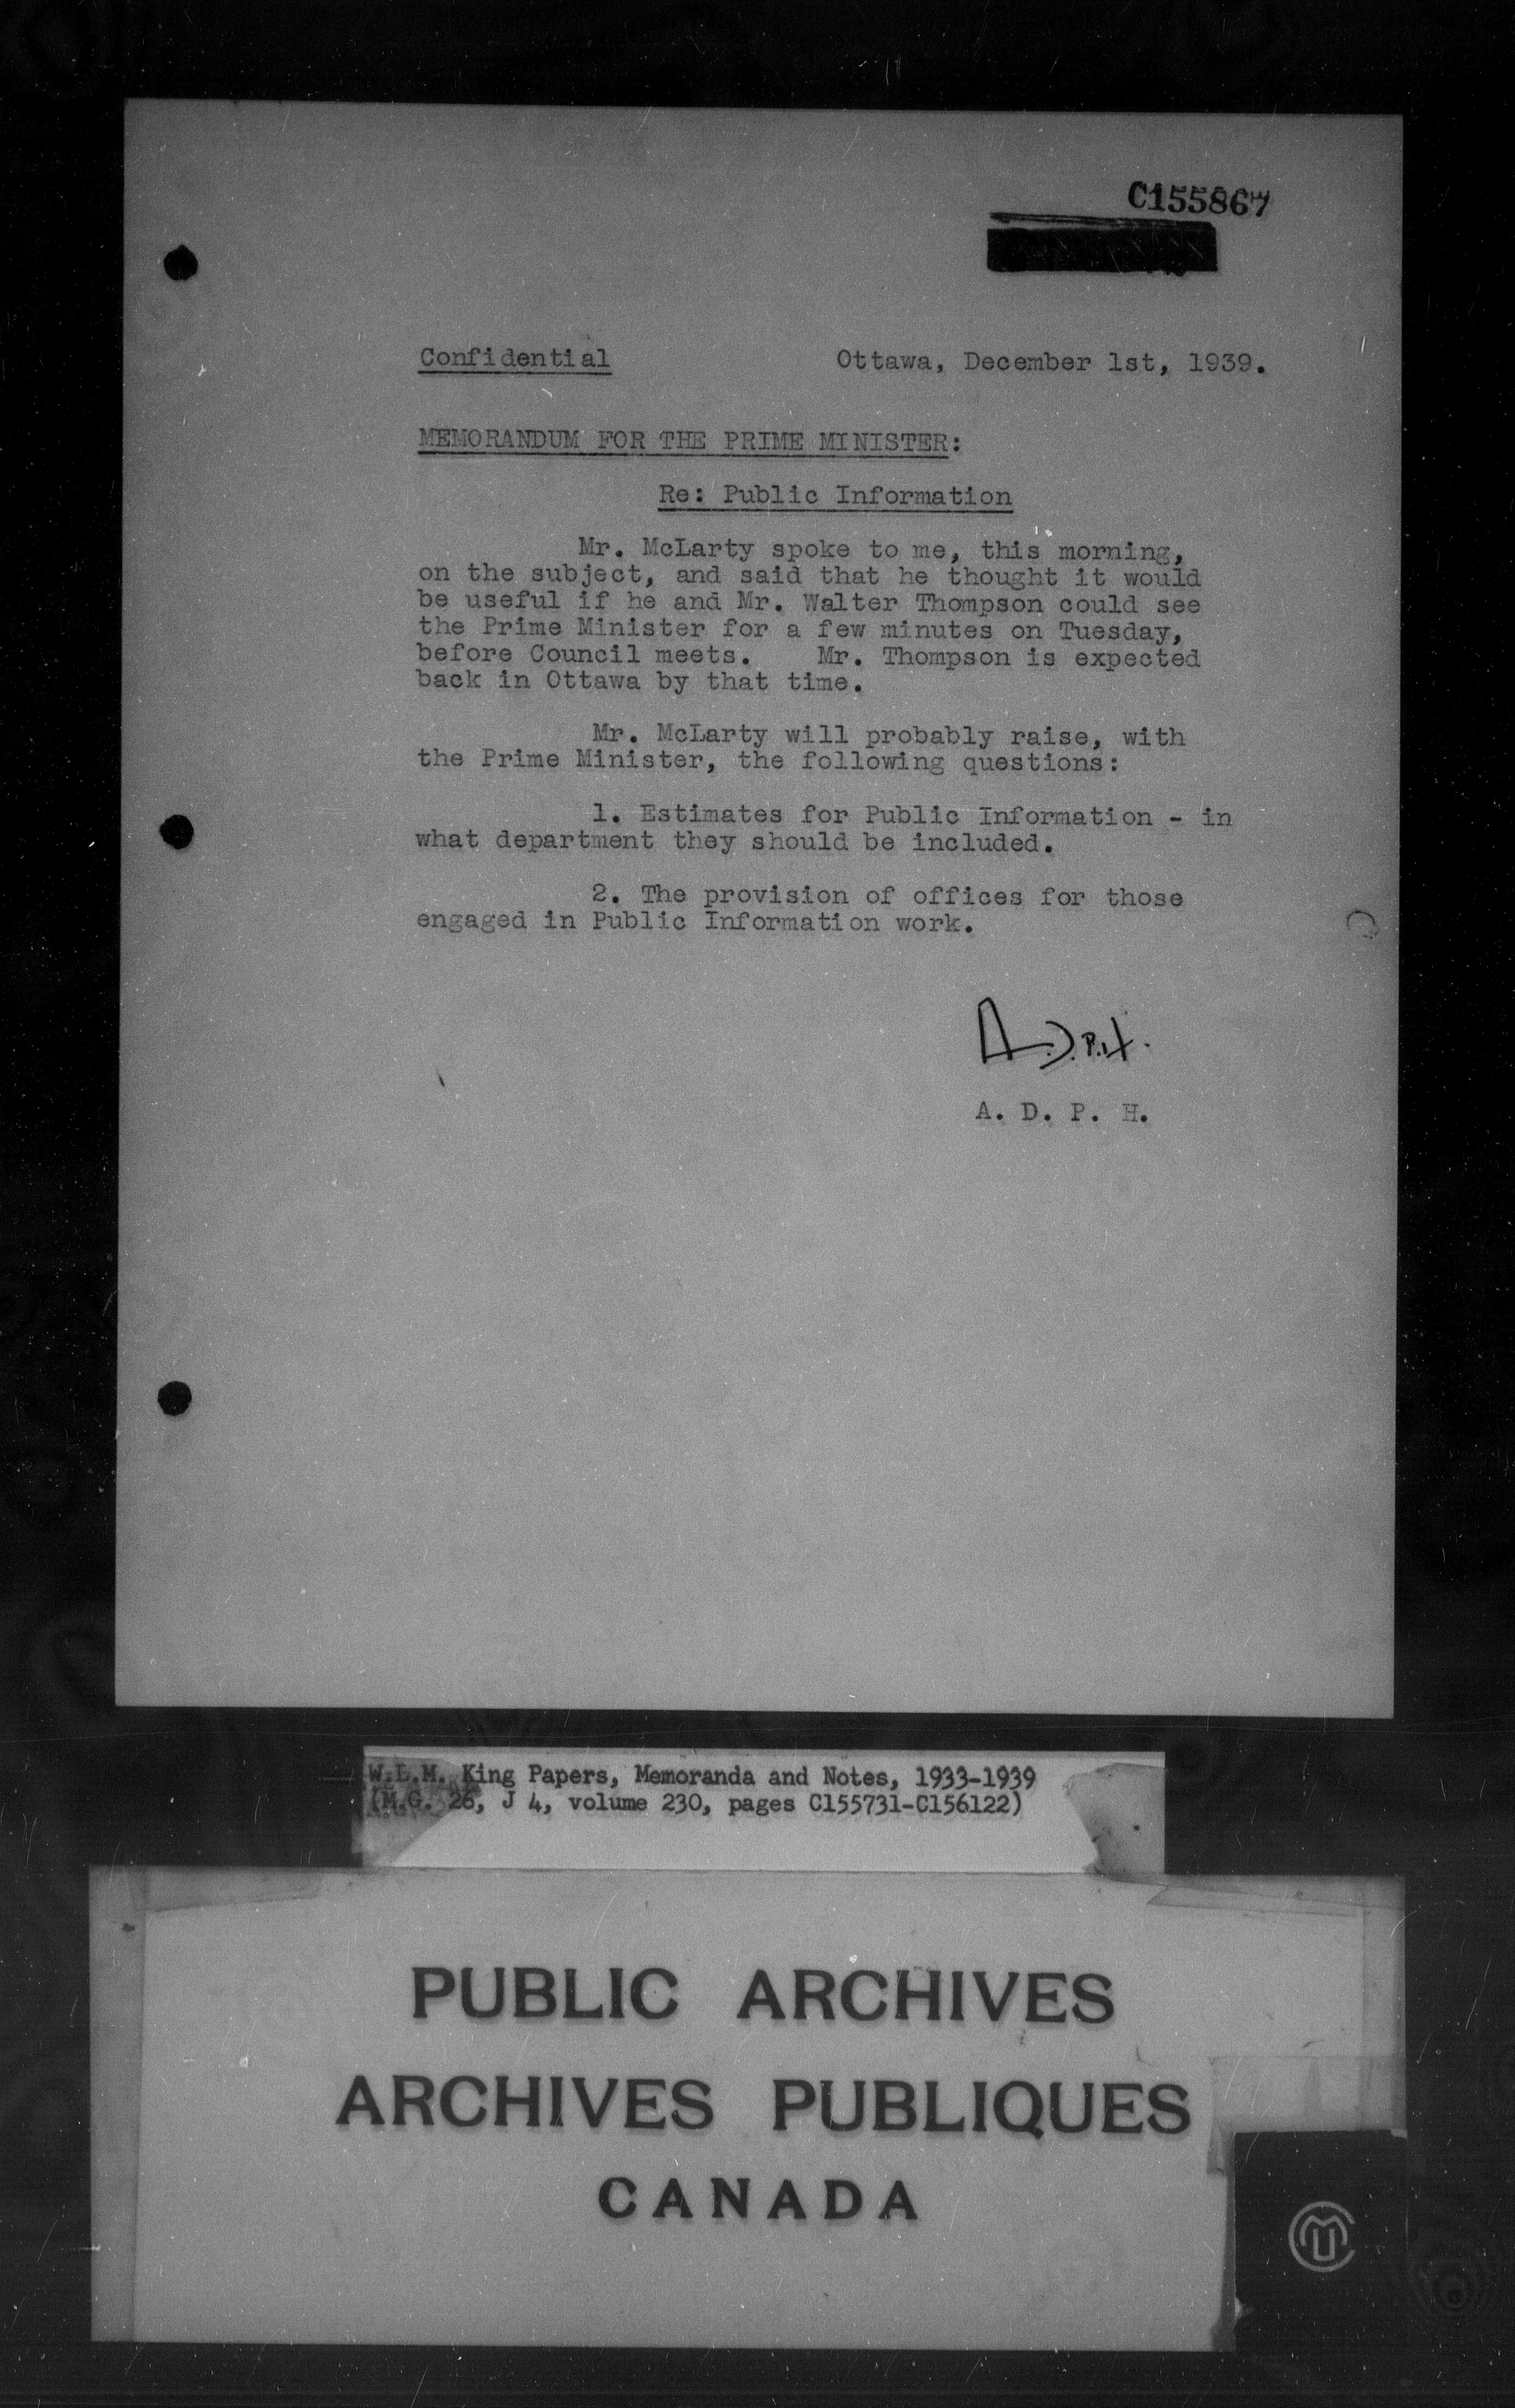 C155867
Confidential Ottawa, December 1st, 1939.
MEMORANDUM FOR THE PRIME MINISTER:
Re: Public Information
Mr. McLarty spoke to me, this morning,
on the subject, and said that he thought it would
be useful if he and Mr. Walter Thompson could see
the Prime Minister for a few minutes on Tuesday,
before Council meets. Mr. Thompson is expected
back in Ottawa by that time.
Mr. McLarty will probably raise, with
the Prime Minister, the following questions:
1. Estimates for Public Information - in
what department they should be included.
2. The provision of offices for those
engaged in Public Information work.
A.D.P.H.
A. D. P. H.
W.L.M. King Papers, Memoranda and Notes, 1933-1939
(M.G. 26, J 4, volume 230, pages C155731-C156122)
PUBLIC ARCHIVES
ARCHIVES PUBLIQUES
CANADA